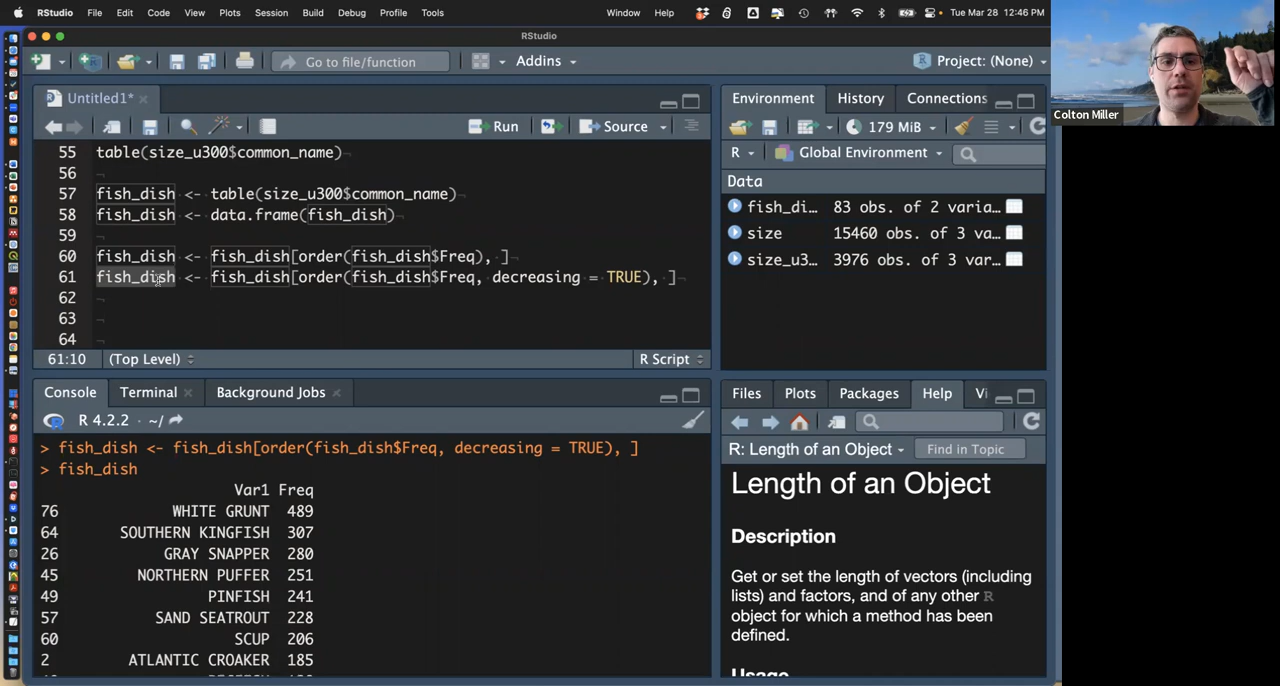 RStudio File Edit Code View Plots Session Build Debug Profile Tools Window Help Tue Mar 28 12:46 PM
RStudio
Go to file/function Addins Project: (None)
Untitled1*
Run Source
55 table(size_u300$common_name)
56
57 fish_dish <- table(size_u300$common_name)
58 fish_dish <- data.frame(fish_dish)
59
60 fish_dish <- fish_dish[order(fish_dish$Freq), ]
61 fish_dish <- fish_dish[order(fish_dish$Freq, decreasing = TRUE), ]
62
63
64
61:10 (Top Level) R Script
Console Terminal Background Jobs
R 4.2.2 · ~/
> fish_dish <- fish_dish[order(fish_dish$Freq, decreasing = TRUE), ]
> fish_dish
Var1 Freq
76 WHITE GRUNT 489
64 SOUTHERN KINGFISH 307
26 GRAY SNAPPER 280
45 NORTHERN PUFFER 251
49 PINFISH 241
57 SAND SEATROUT 228
60 SCUP 206
2 ATLANTIC CROAKER 185
Environment History Connections
179 MiB
R Global Environment
Data
fish_di… 83 obs. of 2 varia…
size 15460 obs. of 3 var…
size_u3… 3976 obs. of 3 var…
Files Plots Packages Help Vi
R: Length of an Object Find in Topic
Length of an Object
Description
Get or set the length of vectors (including
lists) and factors, and of any other R
object for which a method has been
defined.
Usage
Colton Miller